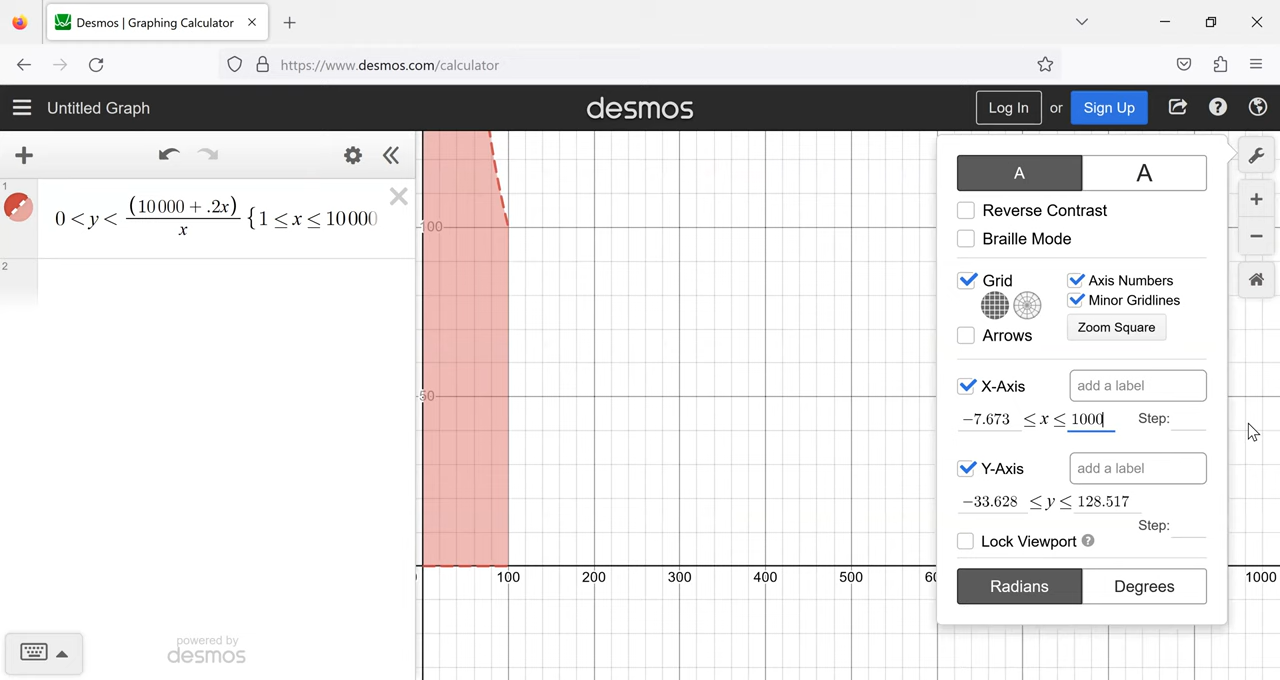 Desmos | Graphing Calculator
https://www.desmos.com/calculator
Untitled Graph
desmos
Log In or Sign Up
1
0 < y < (10000 + .2x) / x {1 ≤ x ≤ 10000
2
powered by
desmos
100
50
100 200 300 400 500 1000
A A
Reverse Contrast
Braille Mode
Grid
Axis Numbers
Minor Gridlines
Arrows
Zoom Square
X-Axis add a label
−7.673 ≤ x ≤ 1000 Step:
Y-Axis add a label
−33.628 ≤ y ≤ 128.517
Step:
Lock Viewport ?
Radians Degrees